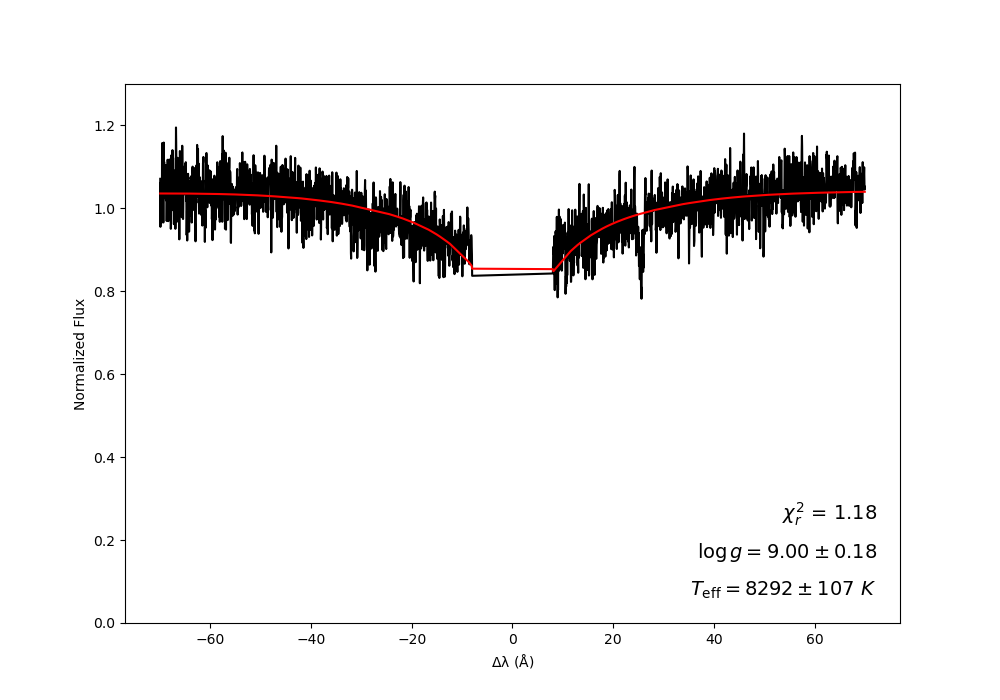 1.2
1.0
0.8
0.6
0.4
0.2
0.0
Normalized Flux
χ²ᵣ = 1.18
log g = 9.00 ± 0.18
T_eff = 8292 ± 107 K
−60 −40 −20 0 20 40 60
Δλ (Å)